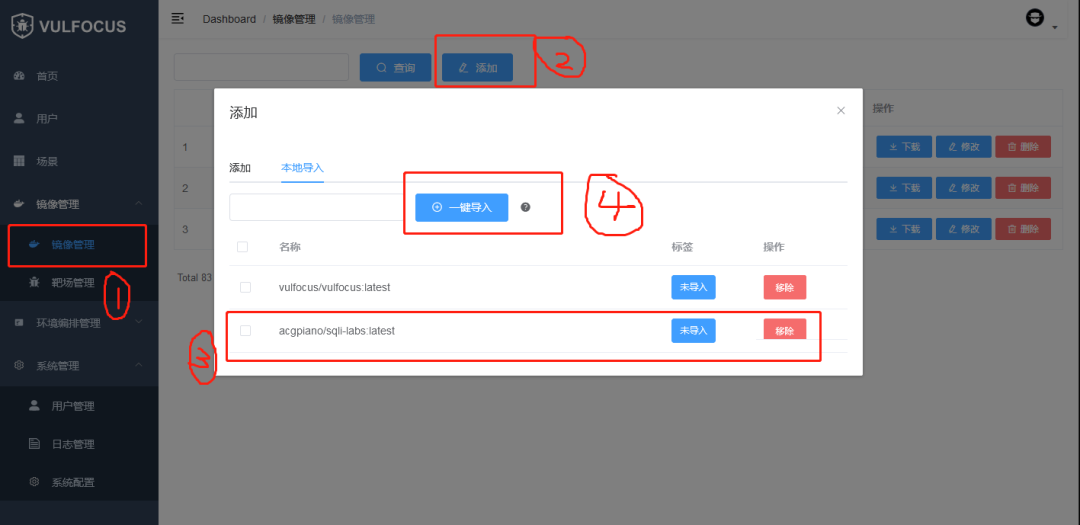 VULFOCUS
Dashboard / 镜像管理 / 镜像管理
首页
用户
场景
镜像管理
镜像管理
靶场管理
环境编排管理
系统管理
用户管理
日志管理
系统配置
1
查询
添加
2
操作
1
下载 修改 删除
2
下载 修改 删除
3
下载 修改 删除
Total 83
添加
添加 本地导入
一键导入
4
名称 标签 操作
vulfocus/vulfocus:latest 未导入 移除
acgpiano/sqli-labs:latest 未导入 移除
3